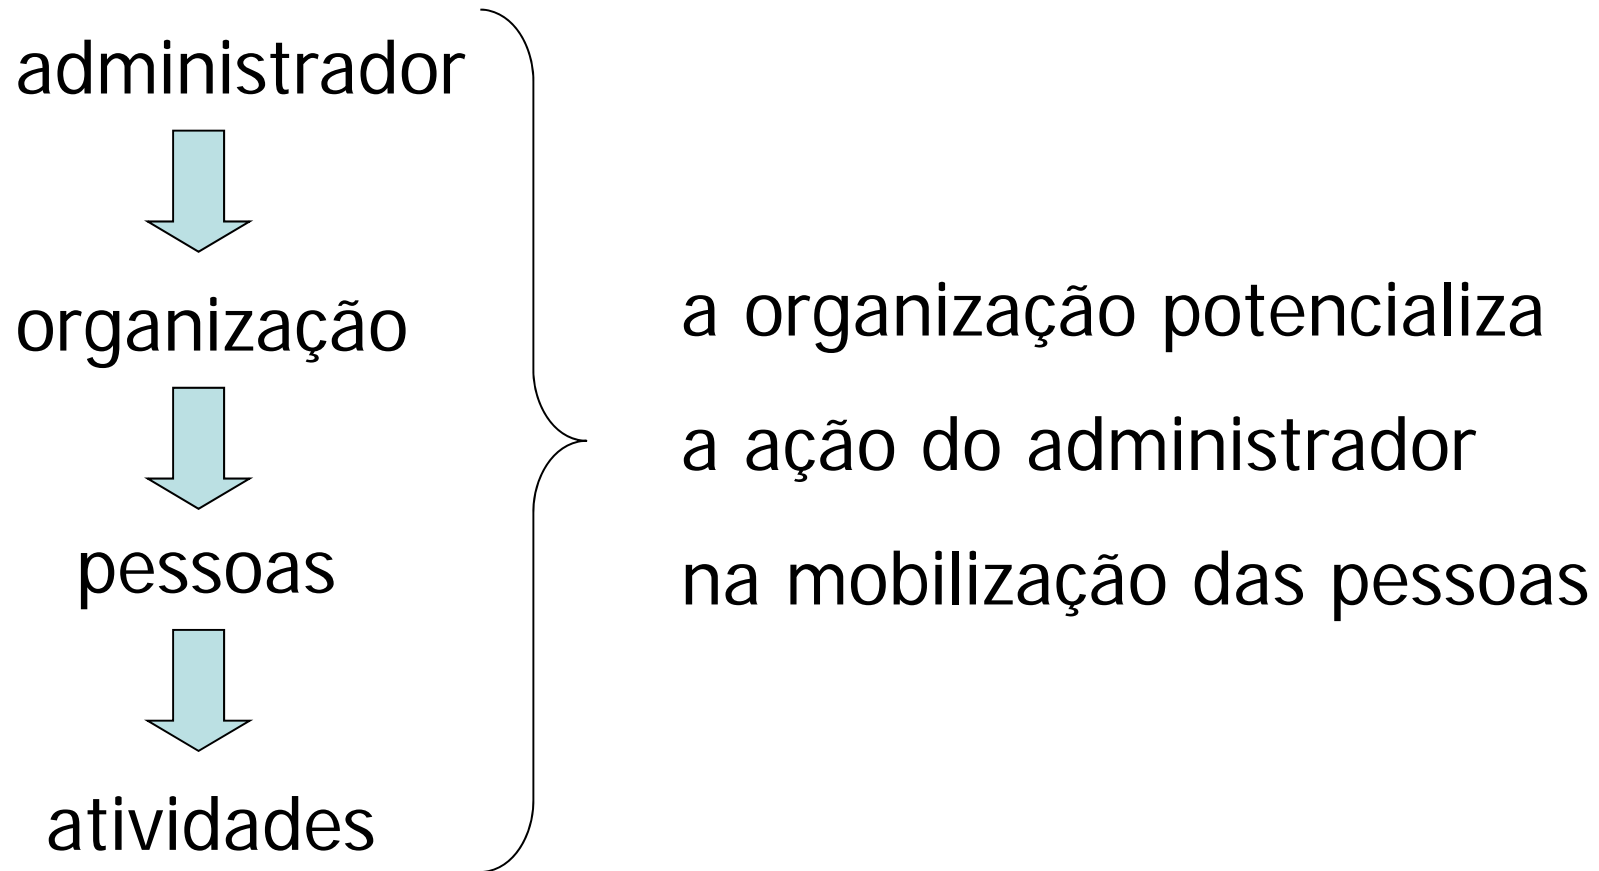 administrador
organização
pessoas
atividades
a organização potencializa
a ação do administrador
na mobilização das pessoas